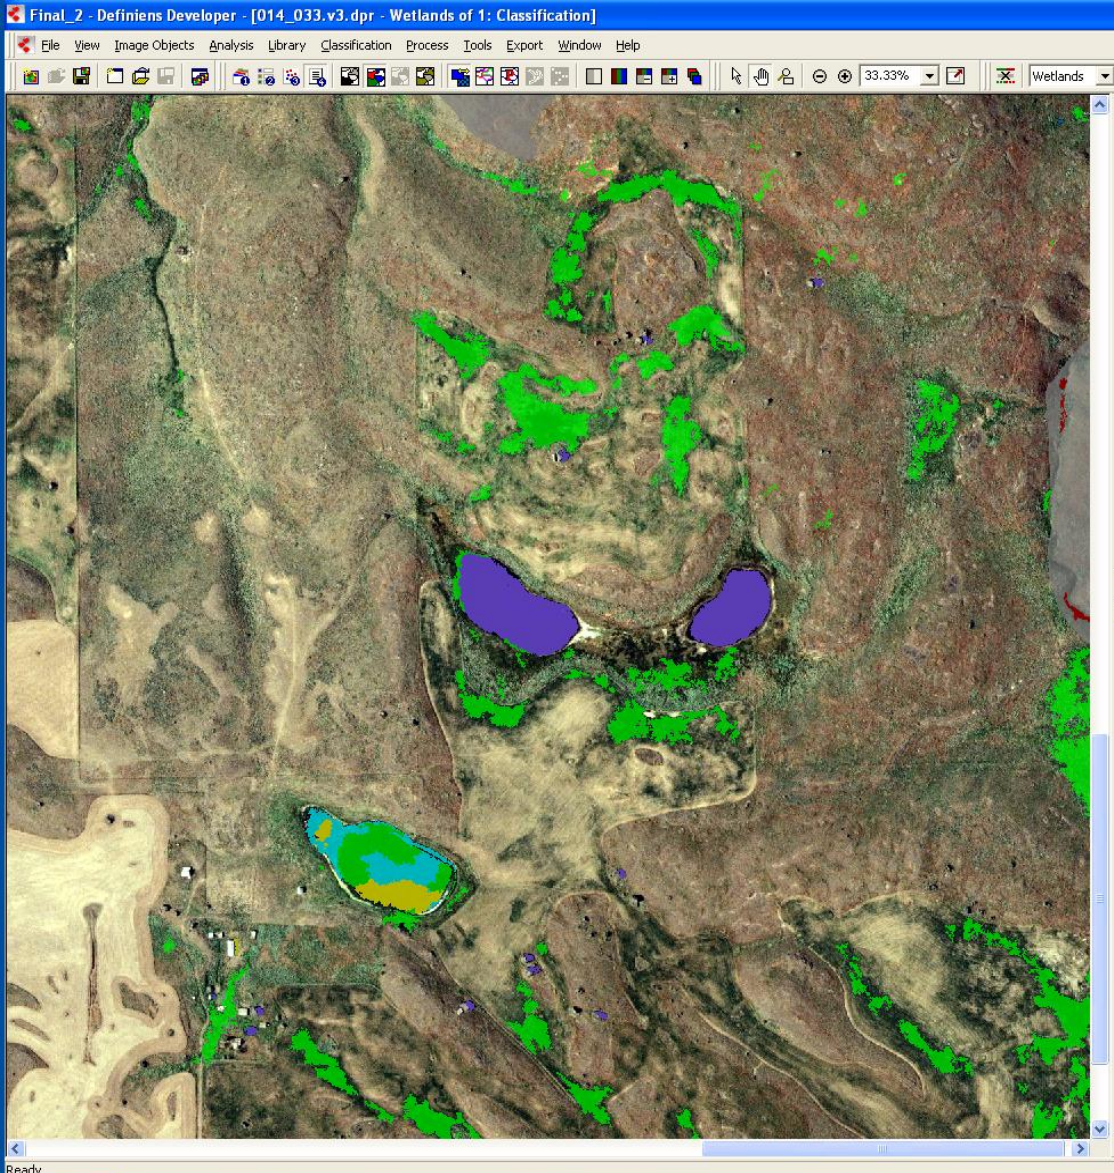 Final_2 - Definiens Developer - [014_033.v3.dpr - Wetlands of 1: Classification]
File View Image Objects Analysis Library Classification Process Tools Export Window Help
33.33% Wetlands
Ready